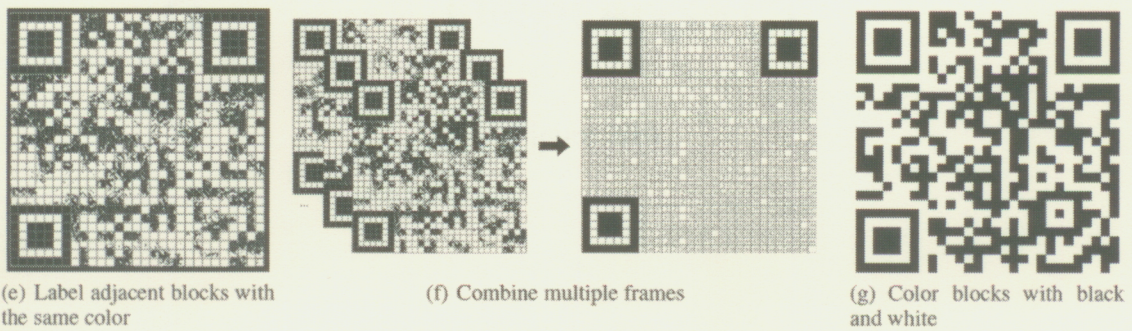 (e) Label adjacent blocks with
the same color
...
(f) Combine multiple frames
(g) Color blocks with black
and white